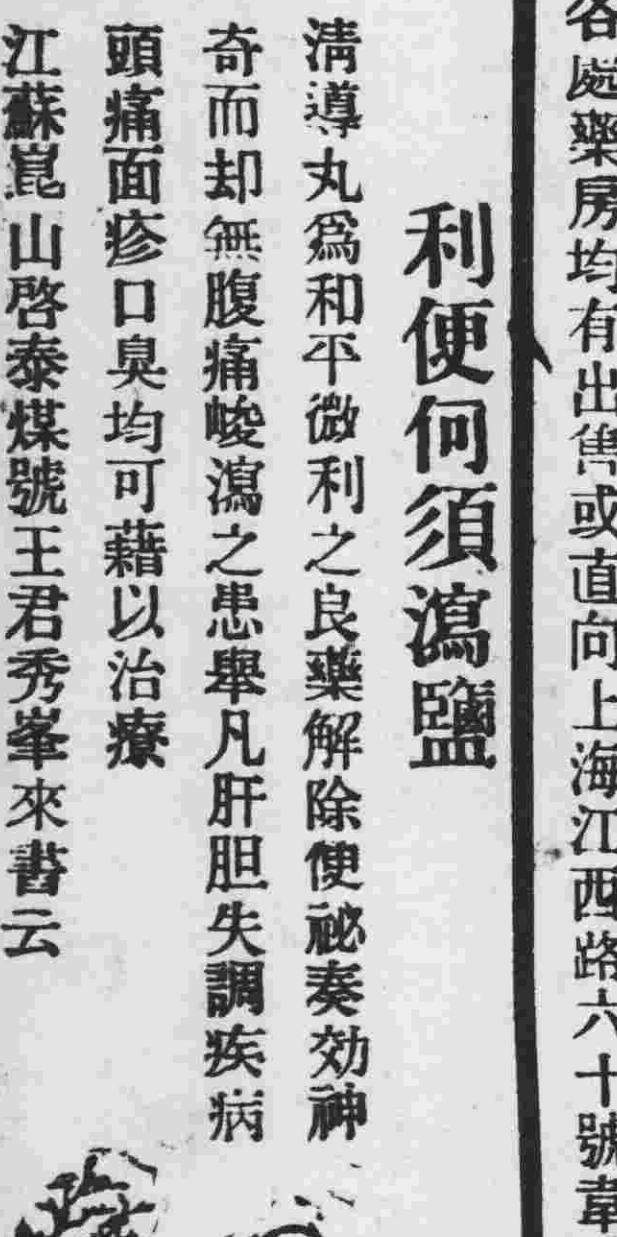 各處藥房均有出售或直向上海江西路六十號韋
利便何須瀉鹽
清導丸爲和平微利之良藥解除便祕奏効神
奇而却無腹痛峻瀉之患舉凡肝胆失調疾病
頭痛面疹口臭均可藉以治療
江蘇崑山啓泰煤號王君秀峯來書云